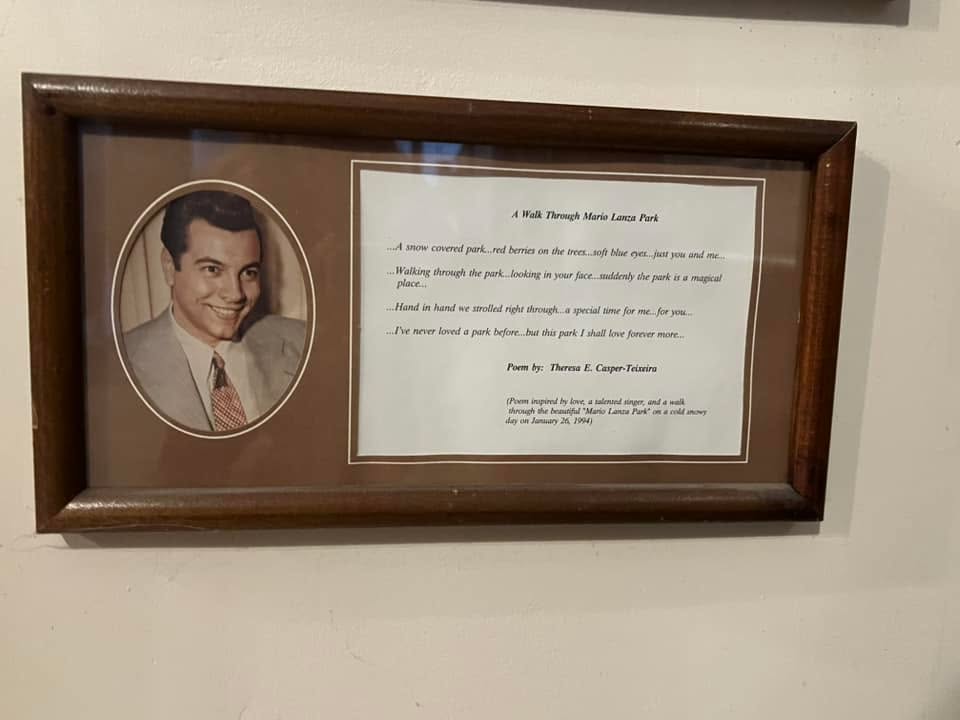 A Walk Through Mario Lanza Park
...A snow covered park...red berries on the trees...soft blue eyes...just you and me...
...Walking through the park...looking in your face...suddenly the park is a magical
place...
...Hand in hand we strolled right through...a special time for me...for you...
...I've never loved a park before...but this park I shall love forever more...
Poem by: Theresa E. Casper-Teixeira
(Poem inspired by love, a talented singer, and a walk
through the beautiful "Mario Lanza Park" on a cold snowy
day on January 26, 1994)